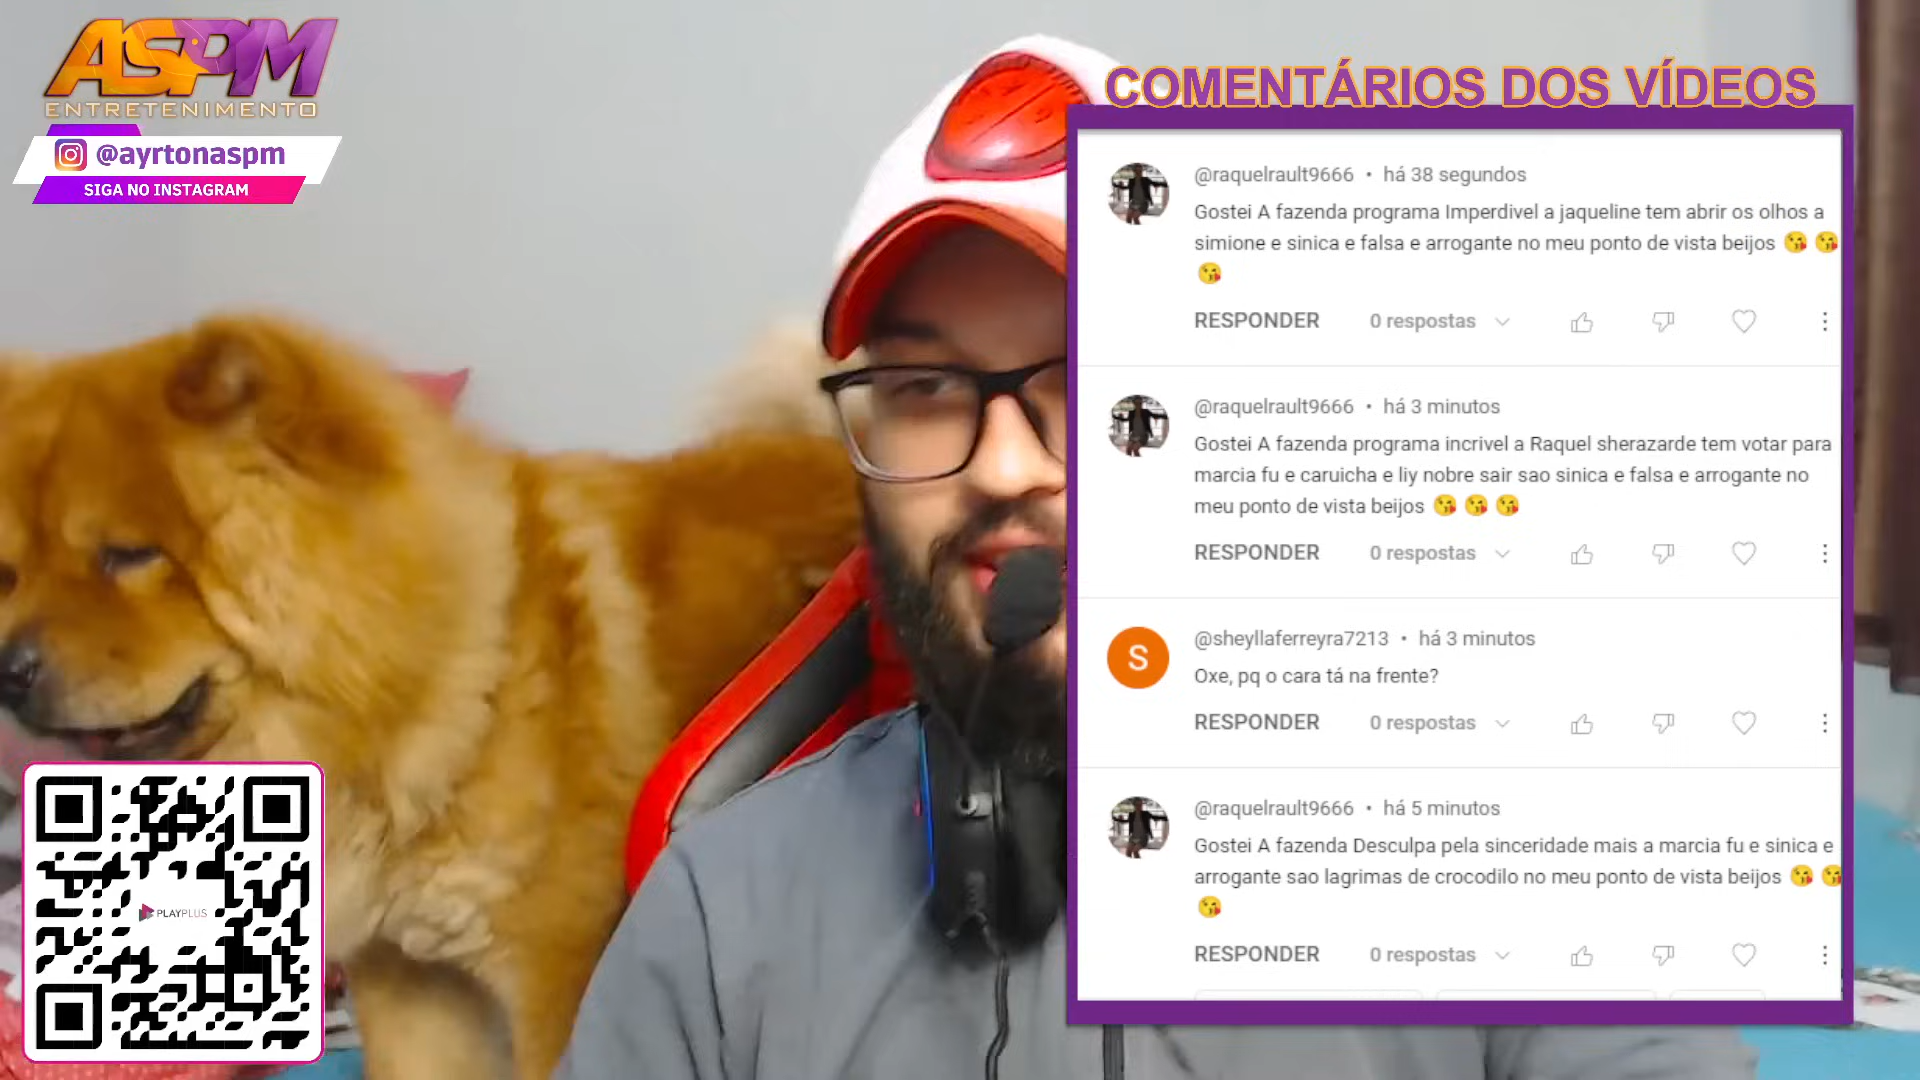 ASPM
ENTRETENIMENTO
@ayrtonaspm
SIGA NO INSTAGRAM
COMENTÁRIOS DOS VÍDEOS
@raquelrault9666 • há 38 segundos
Gostei A fazenda programa Imperdivel a jaqueline tem abrir os olhos a
simione e sinica e falsa e arrogante no meu ponto de vista beijos 😘 😘
😘
RESPONDER 0 respostas
@raquelrault9666 • há 3 minutos
Gostei A fazenda programa incrivel a Raquel sherazarde tem votar para
marcia fu e caruicha e liy nobre sair sao sinica e falsa e arrogante no
meu ponto de vista beijos 😘 😘 😘
RESPONDER 0 respostas
S
@sheyllaferreyra7213 • há 3 minutos
Oxe, pq o cara tá na frente?
RESPONDER 0 respostas
@raquelrault9666 • há 5 minutos
Gostei A fazenda Desculpa pela sinceridade mais a marcia fu e sinica e
arrogante sao lagrimas de crocodilo no meu ponto de vista beijos 😘 😘
😘
RESPONDER 0 respostas
PLAYPLUS